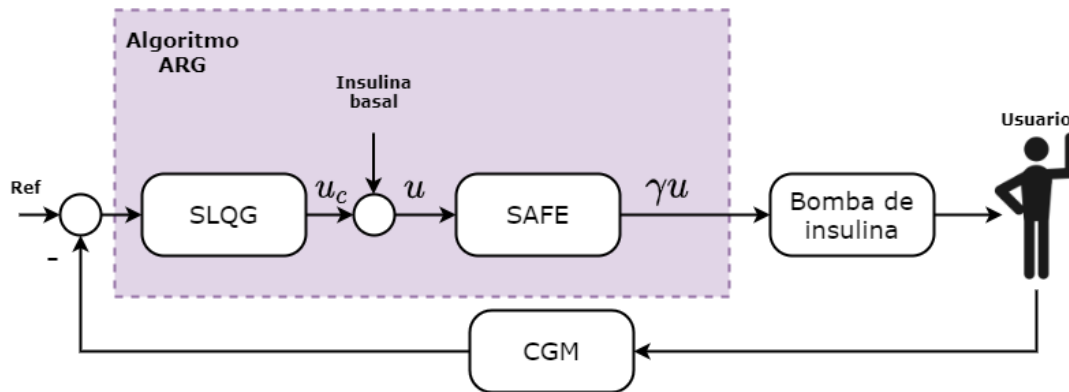 Algoritmo
ARG
Insulina
basal
Usuario
Ref
SLQG
u_c
u
SAFE
γu
Bomba de
insulina
-
CGM